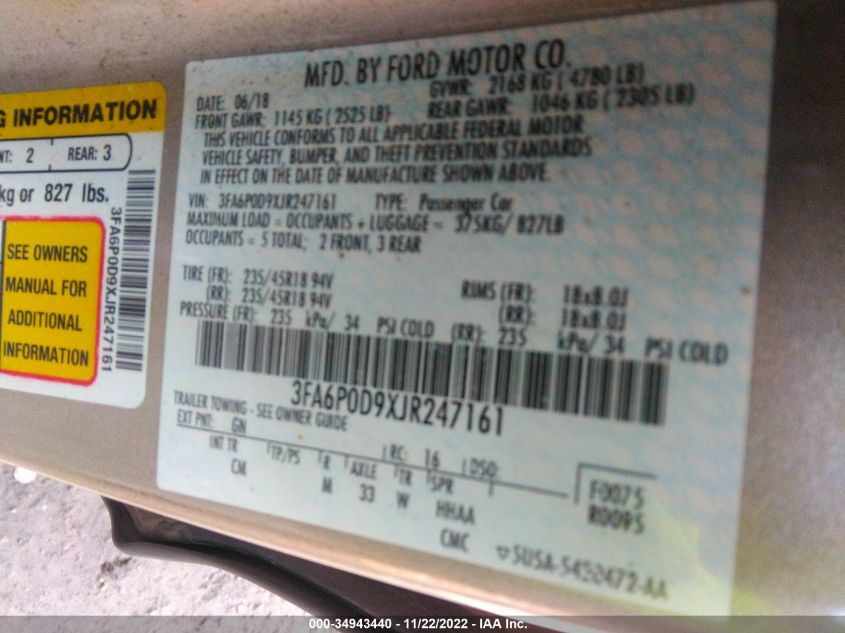 G INFORMATION
NT: 2 REAR: 3
kg or 827 lbs.
SEE OWNERS
MANUAL FOR
ADDITIONAL
INFORMATION
3FA6P0D9XJR247161
MFD. BY FORD MOTOR CO.
DATE: 06/18 GVWR: 2168 KG ( 4780 LB)
FRONT GAWR: 1145 KG ( 2525 LB) REAR GAWR: 1046 KG ( 2305 LB)
THIS VEHICLE CONFORMS TO ALL APPLICABLE FEDERAL MOTOR
VEHICLE SAFETY, BUMPER, AND THEFT PREVENTION STANDARDS
IN EFFECT ON THE DATE OF MANUFACTURE SHOWN ABOVE.
VIN: 3FA6P0D9XJR247161 TYPE: Passenger Car
MAXIMUM LOAD = OCCUPANTS + LUGGAGE = 375KG/ 827LB
OCCUPANTS = 5 TOTAL; 2 FRONT, 3 REAR
TIRE (FR): 235/45R18 94V RIMS (FR): 18x8.0J
(RR): 235/45R18 94V (RR): 18x8.0J
PRESSURE (FR): 235 kPa/ 34 PSI COLD (RR): 235 kPa/ 34 PSI COLD
3FA6P0D9XJR247161
TRAILER TOWING - SEE OWNER GUIDE
EXT PNT: GN RC: 16 DSO: F0075
INT TR TP/PS R AXLE TR SPR R0095
CM M 33 W HHAA
CMC 5U5A-5420472-AA
000-34943440 - 11/22/2022 - IAA Inc.